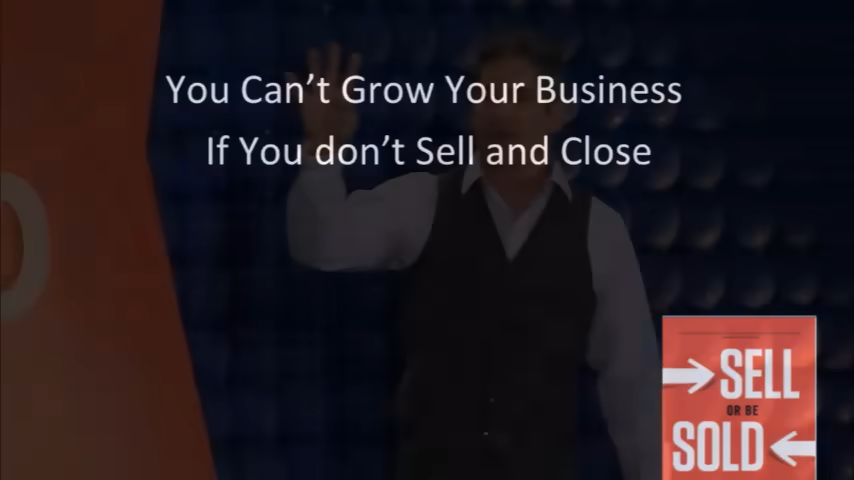 You Can't Grow Your Business
If You don't Sell and Close
SELL
OR BE
SOLD